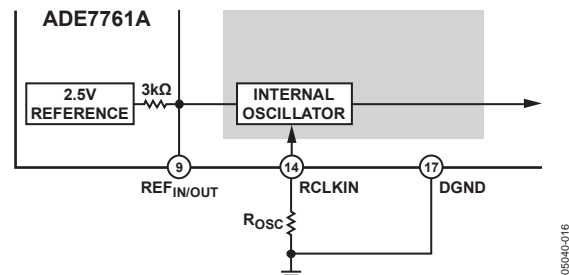 ADE7761A
2.5V
REFERENCE
3kΩ
INTERNAL
OSCILLATOR
9
14
17
REFIN/OUT
RCLKIN
DGND
ROSC
05040-016